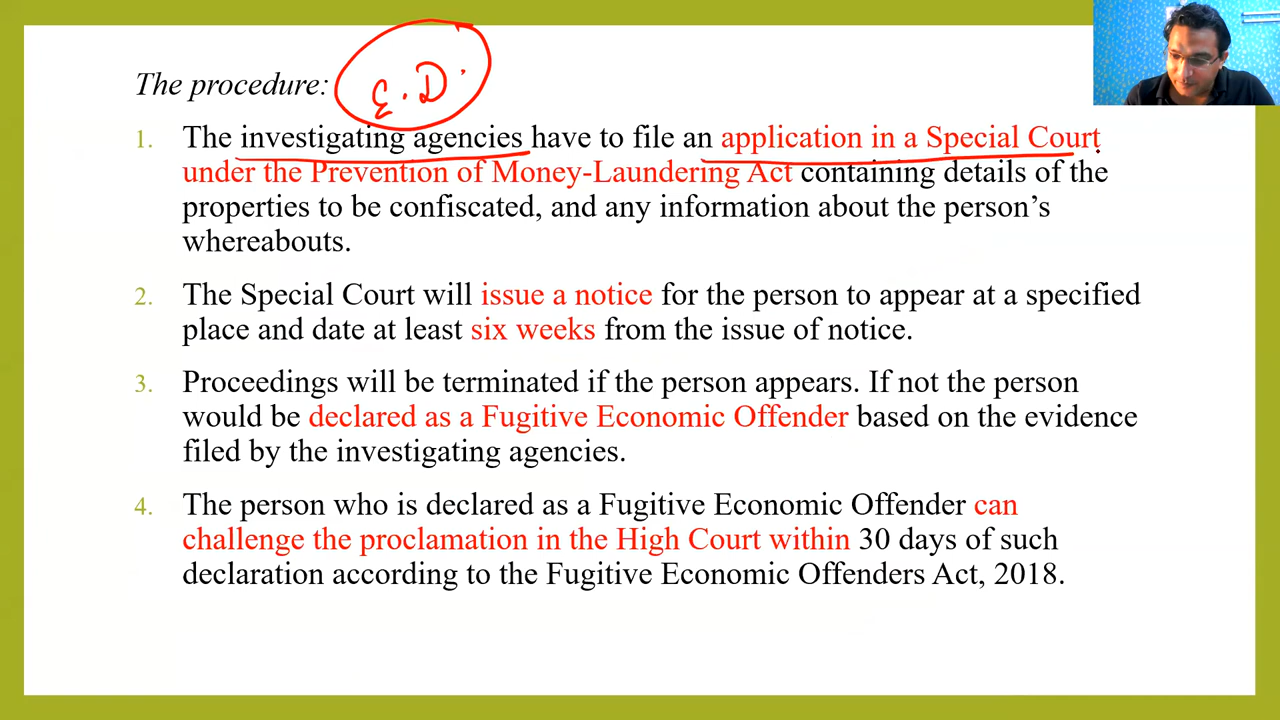 The procedure:
E.D.
1. The investigating agencies have to file an application in a Special Court
under the Prevention of Money-Laundering Act containing details of the
properties to be confiscated, and any information about the person’s
whereabouts.
2. The Special Court will issue a notice for the person to appear at a specified
place and date at least six weeks from the issue of notice.
3. Proceedings will be terminated if the person appears. If not the person
would be declared as a Fugitive Economic Offender based on the evidence
filed by the investigating agencies.
4. The person who is declared as a Fugitive Economic Offender can
challenge the proclamation in the High Court within 30 days of such
declaration according to the Fugitive Economic Offenders Act, 2018.